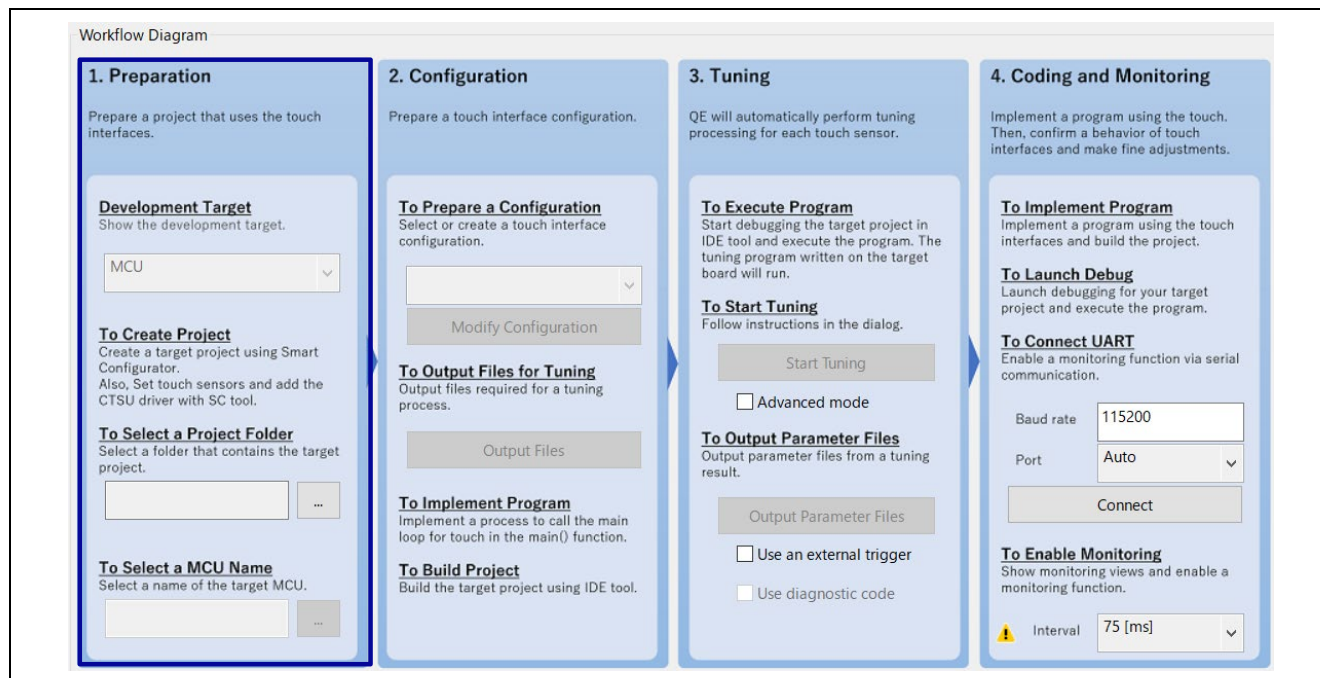 Workflow Diagram
1. Preparation
Prepare a project that uses the touch
interfaces.
Development Target
Show the development target.
MCU
To Create Project
Create a target project using Smart
Configurator.
Also, Set touch sensors and add the
CTSU driver with SC tool.
To Select a Project Folder
Select a folder that contains the target
project.
...
To Select a MCU Name
Select a name of the target MCU.
...
2. Configuration
Prepare a touch interface configuration.
To Prepare a Configuration
Select or create a touch interface
configuration.
Modify Configuration
To Output Files for Tuning
Output files required for a tuning
process.
Output Files
To Implement Program
Implement a process to call the main
loop for touch in the main() function.
To Build Project
Build the target project using IDE tool.
3. Tuning
QE will automatically perform tuning
processing for each touch sensor.
To Execute Program
Start debugging the target project in
IDE tool and execute the program. The
tuning program written on the target
board will run.
To Start Tuning
Follow instructions in the dialog.
Start Tuning
Advanced mode
To Output Parameter Files
Output parameter files from a tuning
result.
Output Parameter Files
Use an external trigger
Use diagnostic code
4. Coding and Monitoring
Implement a program using the touch.
Then, confirm a behavior of touch
interfaces and make fine adjustments.
To Implement Program
Implement a program using the touch
interfaces and build the project.
To Launch Debug
Launch debugging for your target
project and execute the program.
To Connect UART
Enable a monitoring function via serial
communication.
Baud rate 115200
Port Auto
Connect
To Enable Monitoring
Show monitoring views and enable a
monitoring function.
Interval 75 [ms]